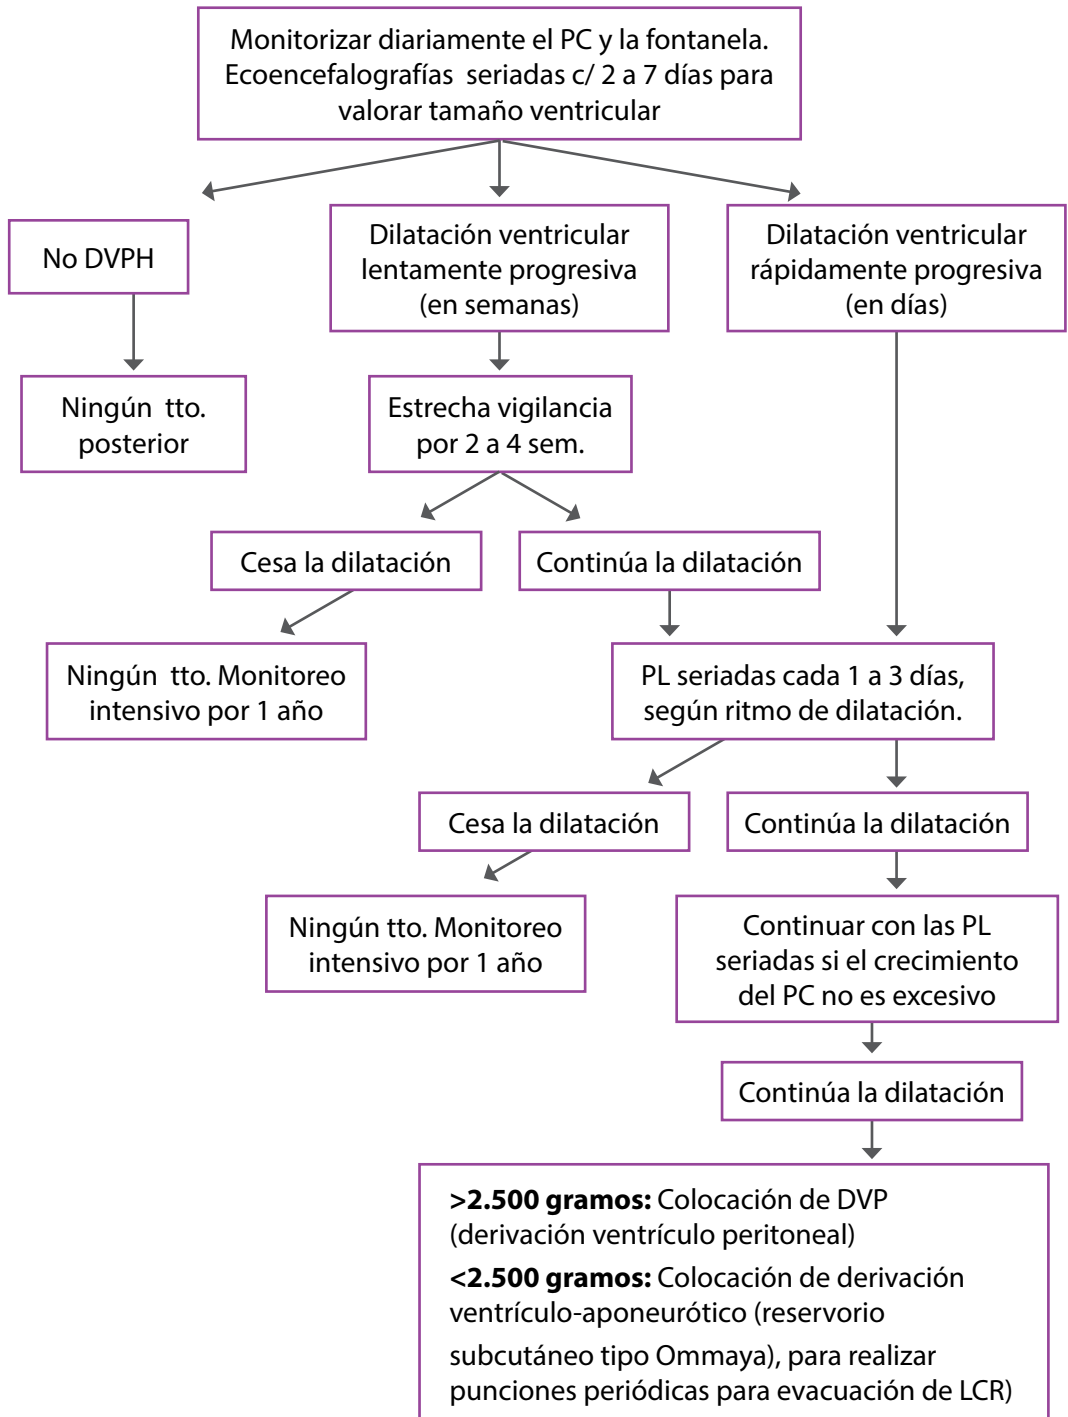 Monitorizar diariamente el PC y la fontanela.
Ecoencefalografías seriadas c/ 2 a 7 días para
valorar tamaño ventricular
No DVPH
Dilatación ventricular
lentamente progresiva
(en semanas)
Dilatación ventricular
rápidamente progresiva
(en días)
Ningún tto.
posterior
Estrecha vigilancia
por 2 a 4 sem.
Cesa la dilatación
Continúa la dilatación
Ningún tto. Monitoreo
intensivo por 1 año
PL seriadas cada 1 a 3 días,
según ritmo de dilatación.
Cesa la dilatación
Continúa la dilatación
Ningún tto. Monitoreo
intensivo por 1 año
Continuar con las PL
seriadas si el crecimiento
del PC no es excesivo
Continúa la dilatación
>2.500 gramos: Colocación de DVP
(derivación ventrículo peritoneal)
<2.500 gramos: Colocación de derivación
ventrículo-aponeurótico (reservorio
subcutáneo tipo Ommaya), para realizar
punciones periódicas para evacuación de LCR)